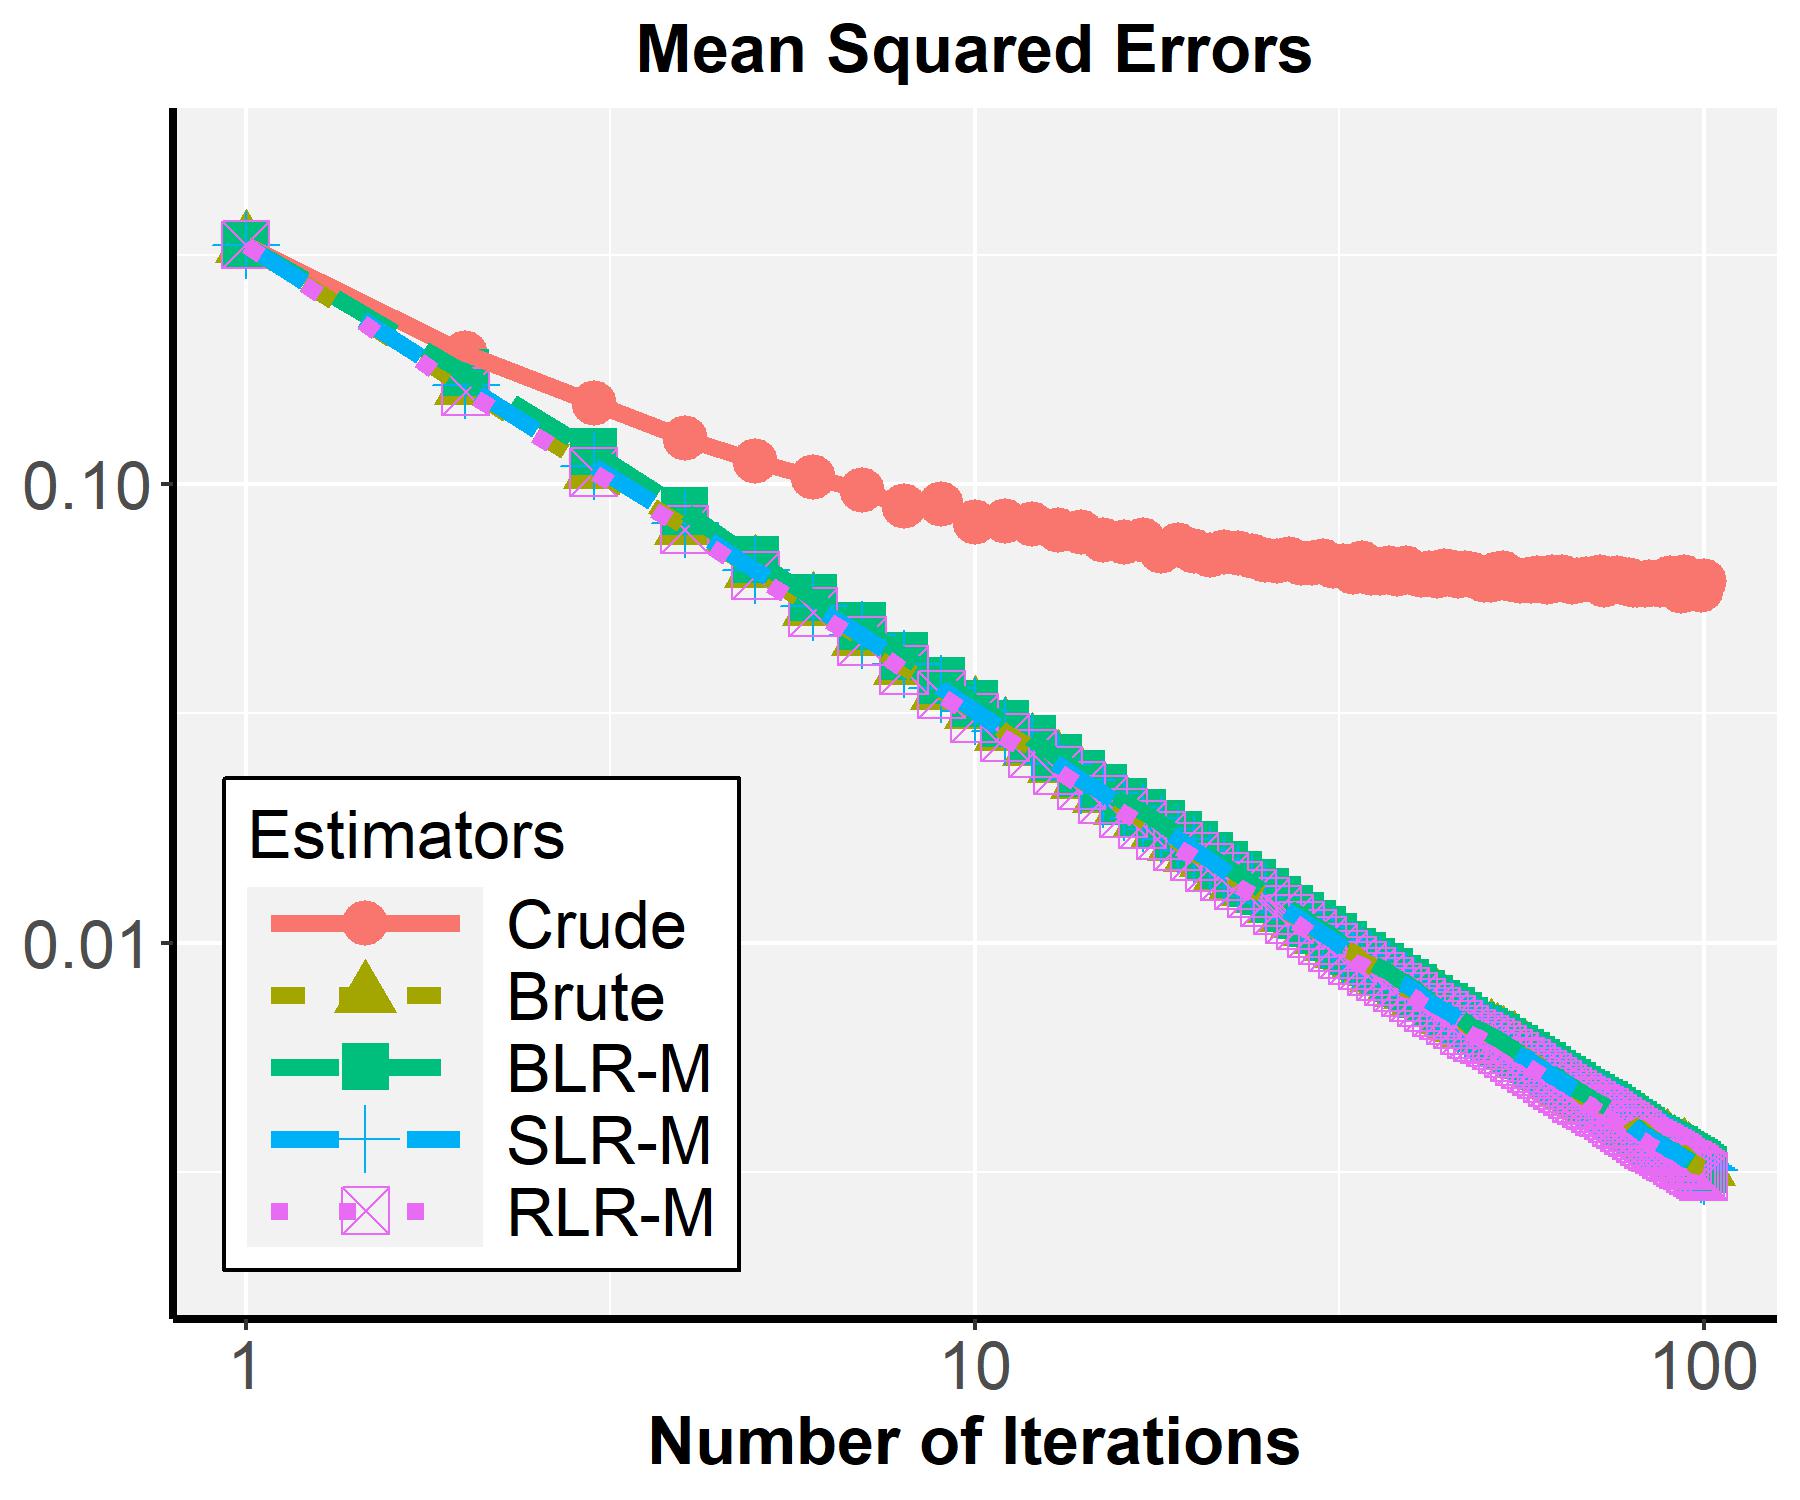 Mean Squared Errors
0.10
0.01
Estimators
Crude
Brute
BLR-M
SLR-M
RLR-M
1 10 100
Number of Iterations